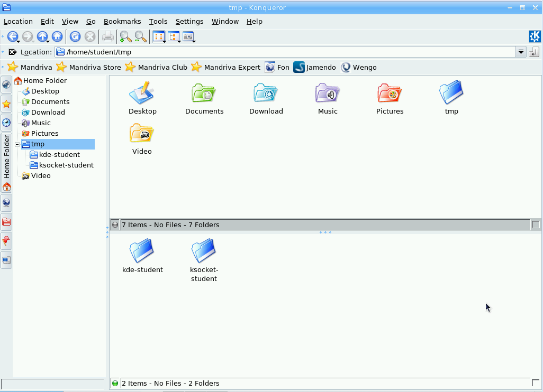 tmp - Konqueror
Location Edit View Go Bookmarks Tools Settings Window Help
Location: /home/student/tmp
Mandriva Mandriva Store Mandriva Club Mandriva Expert Fon Jamendo Wengo
Home Folder
Home Folder
Desktop
Documents
Download
Music
Pictures
tmp
kde-student
ksocket-student
Video
Desktop Documents Download Music Pictures tmp
Video
7 Items - No Files - 7 Folders
kde-student ksocket-
student
2 Items - No Files - 2 Folders